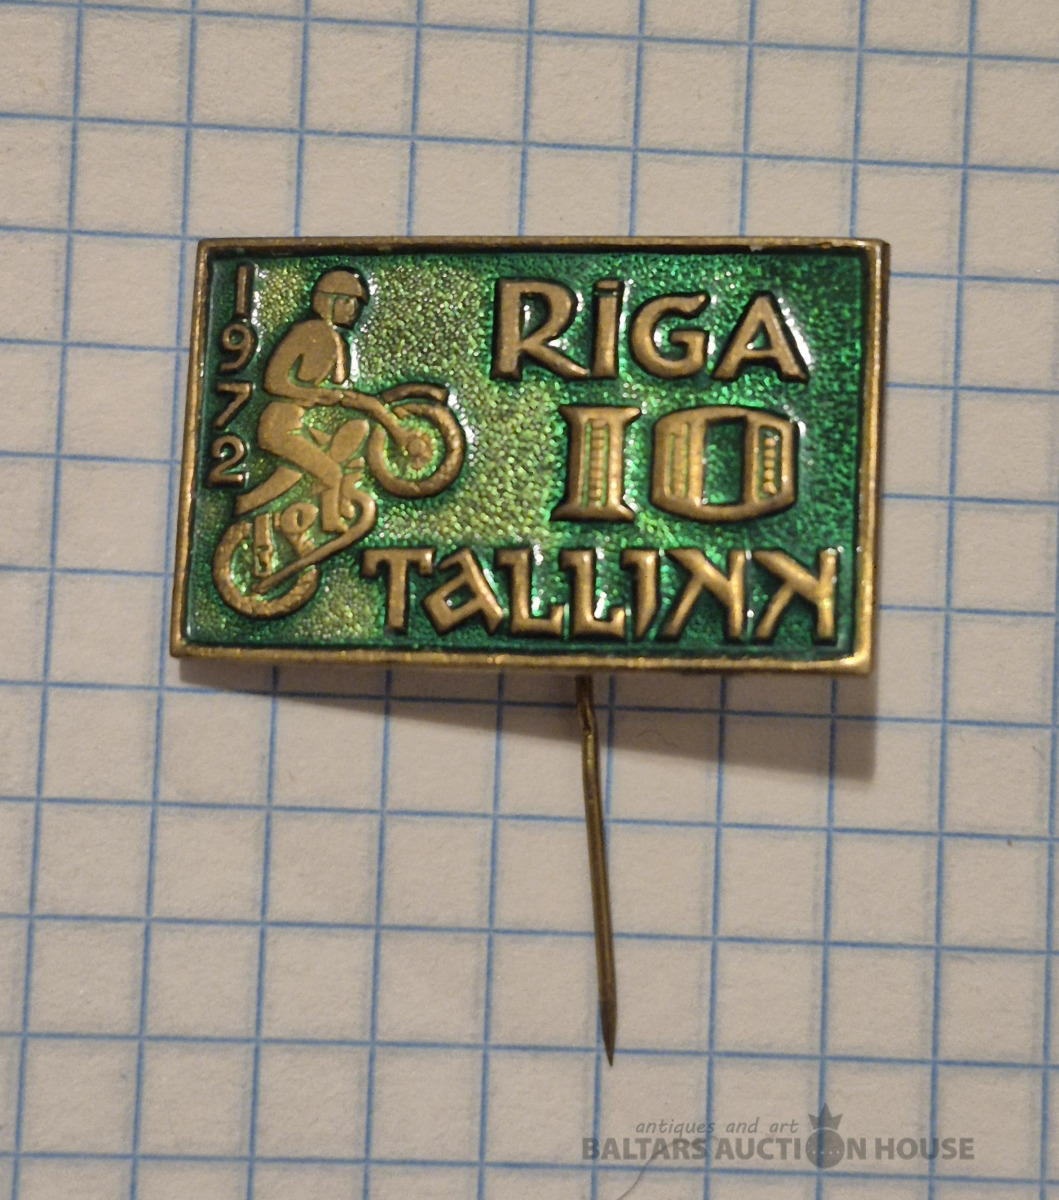 1972
RIGA
10
TALLINN
antiques and art
BALTARS AUCTION HOUSE